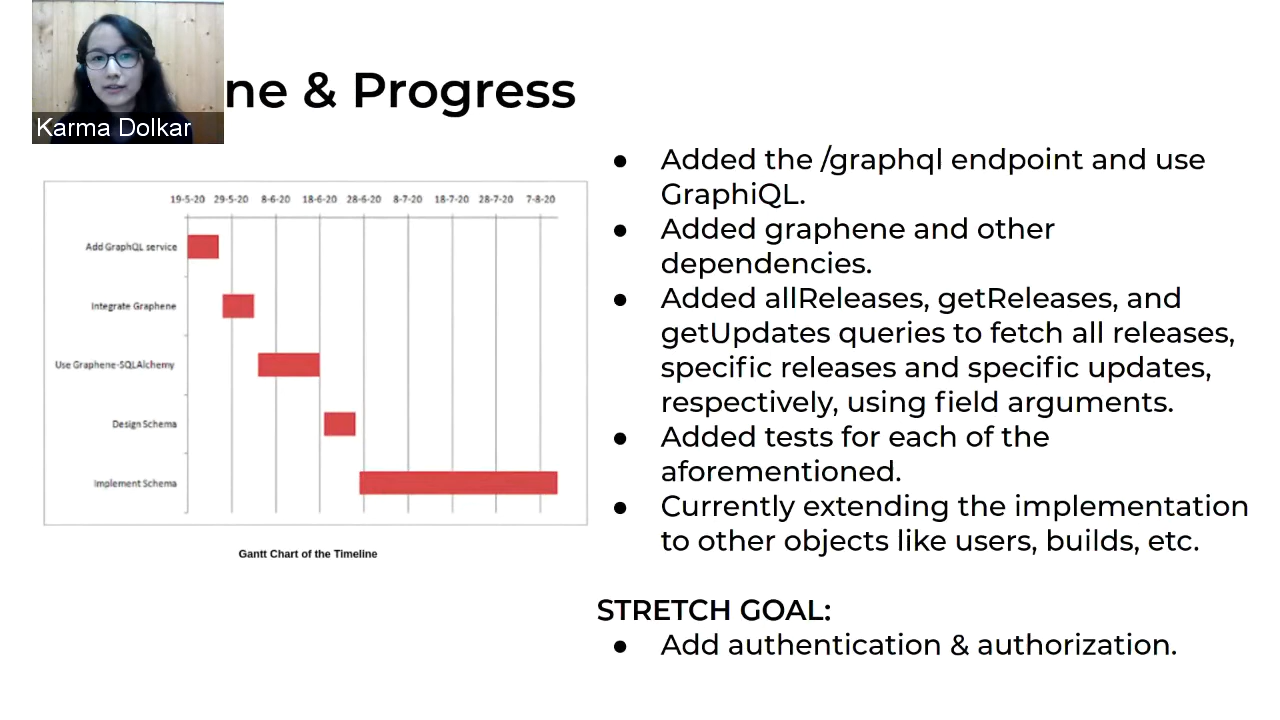 Karma Dolkar
ne & Progress
19-5-20 29-5-20 8-6-20 18-6-20 28-6-20 8-7-20 18-7-20 28-7-20 7-8-20
Add GraphQL service
Integrate Graphene
Use Graphene-SQLAlchemy
Design Schema
Implement Schema
Gantt Chart of the Timeline
● Added the /graphql endpoint and use
GraphiQL.
● Added graphene and other
dependencies.
● Added allReleases, getReleases, and
getUpdates queries to fetch all releases,
specific releases and specific updates,
respectively, using field arguments.
● Added tests for each of the
aforementioned.
● Currently extending the implementation
to other objects like users, builds, etc.
STRETCH GOAL:
● Add authentication & authorization.